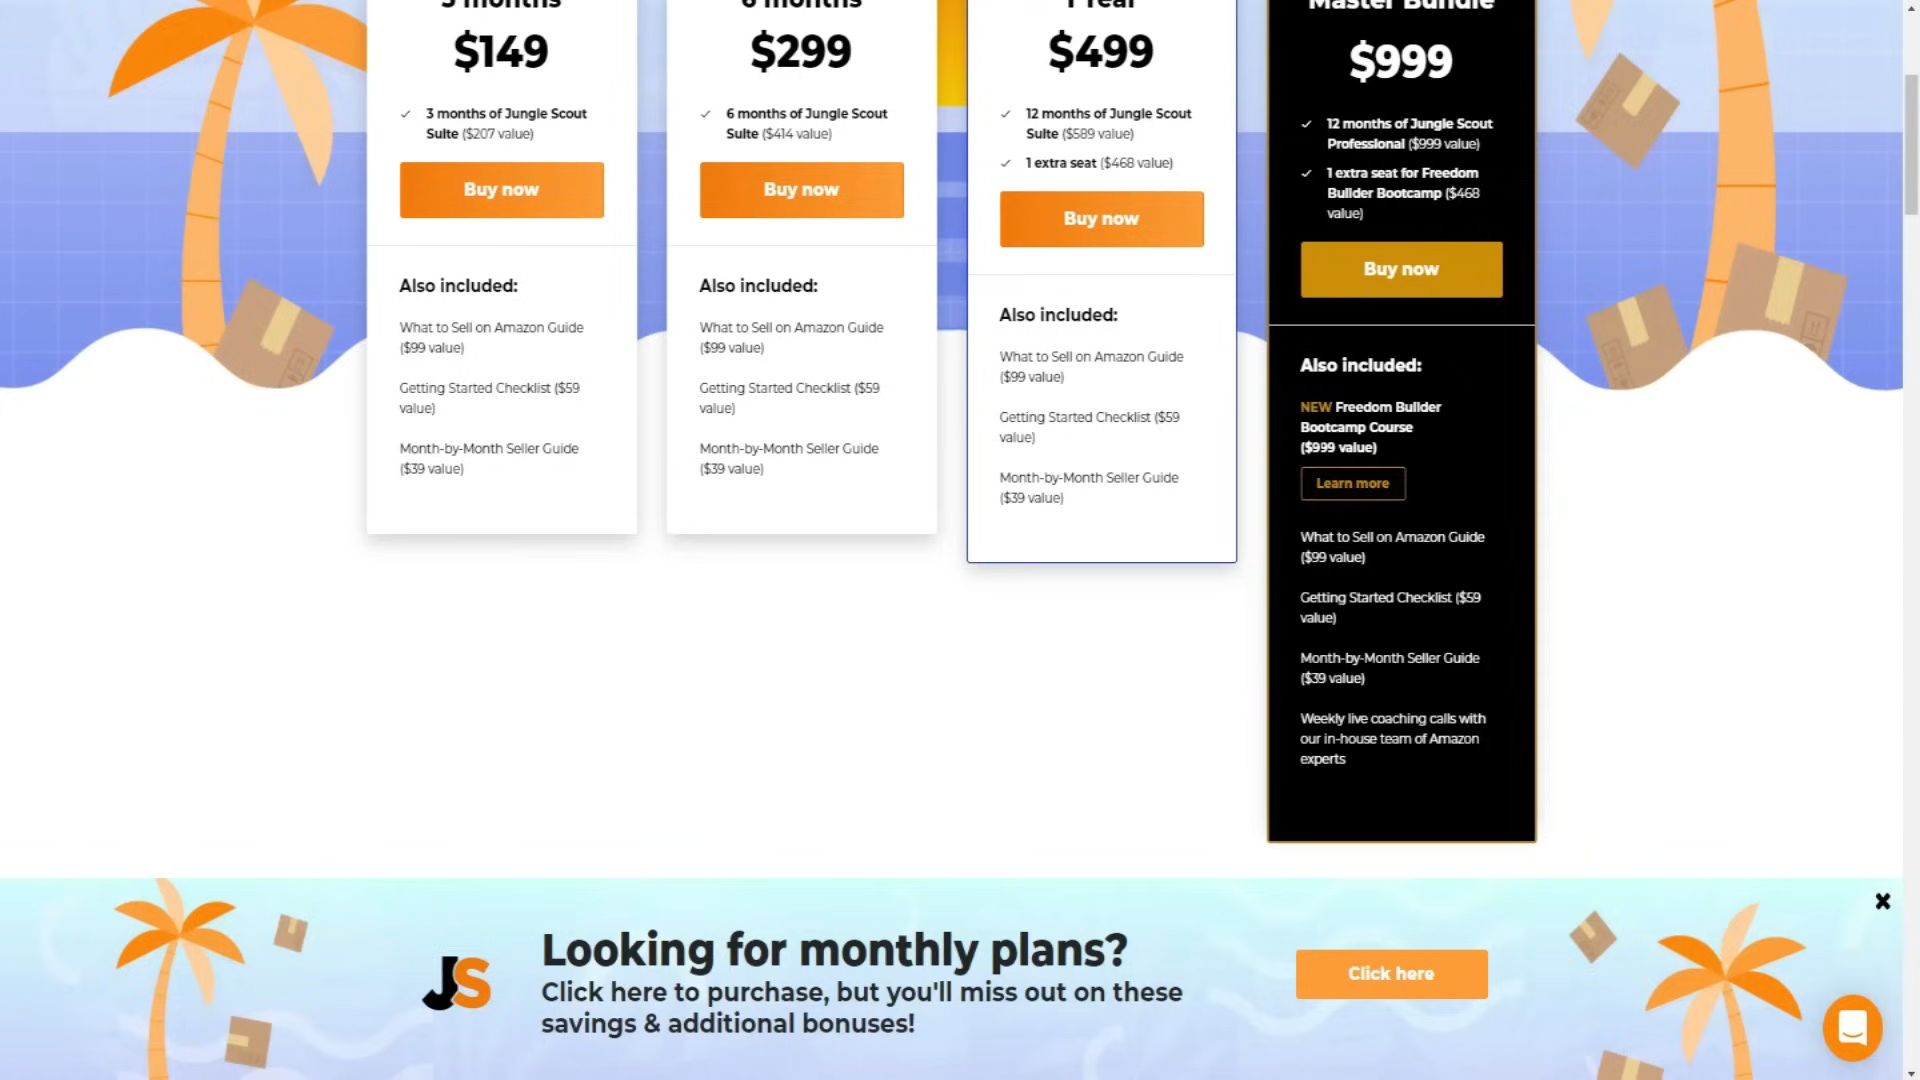 3 months
$149
✓ 3 months of Jungle Scout
Suite ($207 value)
Buy now
Also included:
What to Sell on Amazon Guide
($99 value)
Getting Started Checklist ($59
value)
Month-by-Month Seller Guide
($39 value)
6 months
$299
✓ 6 months of Jungle Scout
Suite ($414 value)
Buy now
Also included:
What to Sell on Amazon Guide
($99 value)
Getting Started Checklist ($59
value)
Month-by-Month Seller Guide
($39 value)
1 Year
$499
✓ 12 months of Jungle Scout
Suite ($589 value)
✓ 1 extra seat ($468 value)
Buy now
Also included:
What to Sell on Amazon Guide
($99 value)
Getting Started Checklist ($59
value)
Month-by-Month Seller Guide
($39 value)
Master Bundle
$999
✓ 12 months of Jungle Scout
Professional ($999 value)
✓ 1 extra seat for Freedom
Builder Bootcamp ($468
value)
Buy now
Also included:
NEW Freedom Builder
Bootcamp Course
($999 value)
Learn more
What to Sell on Amazon Guide
($99 value)
Getting Started Checklist ($59
value)
Month-by-Month Seller Guide
($39 value)
Weekly live coaching calls with
our in-house team of Amazon
experts
JS
Looking for monthly plans?
Click here to purchase, but you'll miss out on these
savings & additional bonuses!
Click here